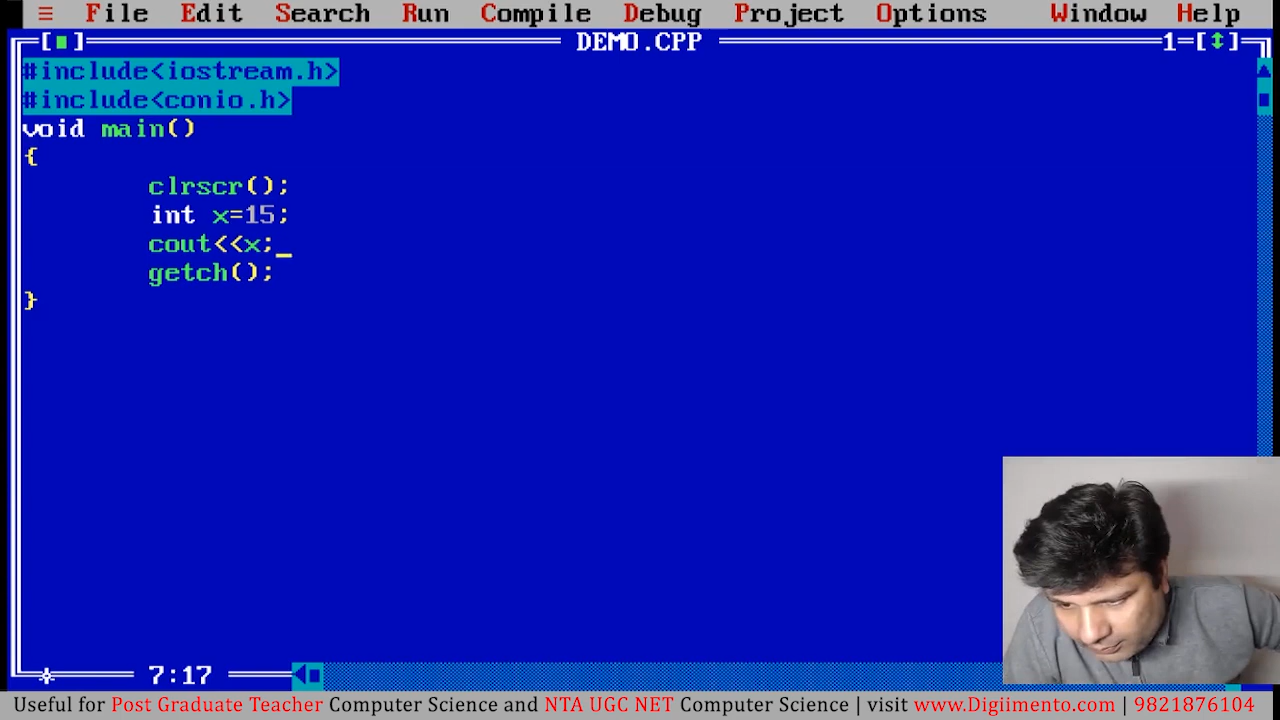 ≡ File Edit Search Run Compile Debug Project Options Window Help
[■] DEMO.CPP 1=[↕]
#include<iostream.h>
#include<conio.h>
void main()
{
clrscr();
int x=15;
cout<<x;_
getch();
}
7:17
Useful for Post Graduate Teacher Computer Science and NTA UGC NET Computer Science | visit www.Digiimento.com | 9821876104